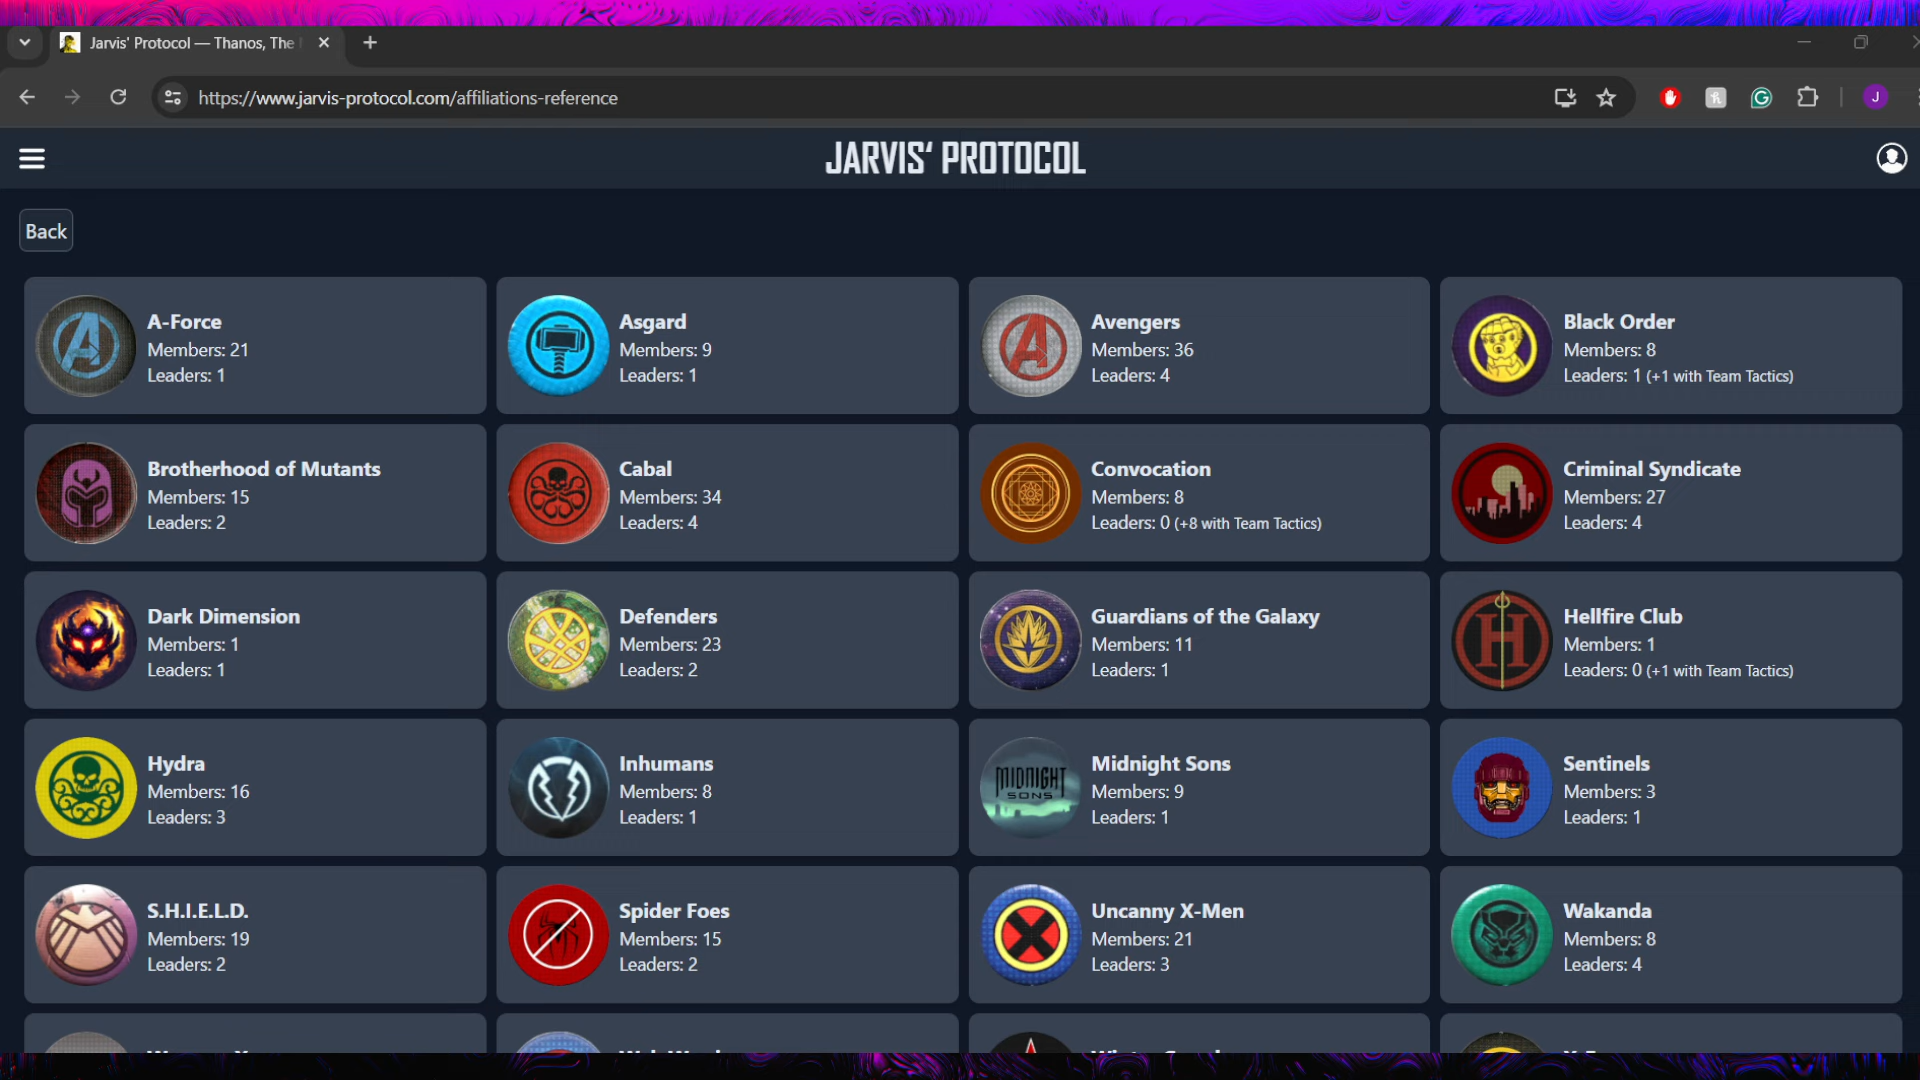 Jarvis' Protocol — Thanos, The
https://www.jarvis-protocol.com/affiliations-reference
J
JARVIS' PROTOCOL
Back
A-Force
Members: 21
Leaders: 1
Asgard
Members: 9
Leaders: 1
Avengers
Members: 36
Leaders: 4
Black Order
Members: 8
Leaders: 1 (+1 with Team Tactics)
Brotherhood of Mutants
Members: 15
Leaders: 2
Cabal
Members: 34
Leaders: 4
Convocation
Members: 8
Leaders: 0 (+8 with Team Tactics)
Criminal Syndicate
Members: 27
Leaders: 4
Dark Dimension
Members: 1
Leaders: 1
Defenders
Members: 23
Leaders: 2
Guardians of the Galaxy
Members: 11
Leaders: 1
H
Hellfire Club
Members: 1
Leaders: 0 (+1 with Team Tactics)
Hydra
Members: 16
Leaders: 3
Inhumans
Members: 8
Leaders: 1
MIDNIGHT
SONS
Midnight Sons
Members: 9
Leaders: 1
Sentinels
Members: 3
Leaders: 1
S.H.I.E.L.D.
Members: 19
Leaders: 2
Spider Foes
Members: 15
Leaders: 2
Uncanny X-Men
Members: 21
Leaders: 3
Wakanda
Members: 8
Leaders: 4